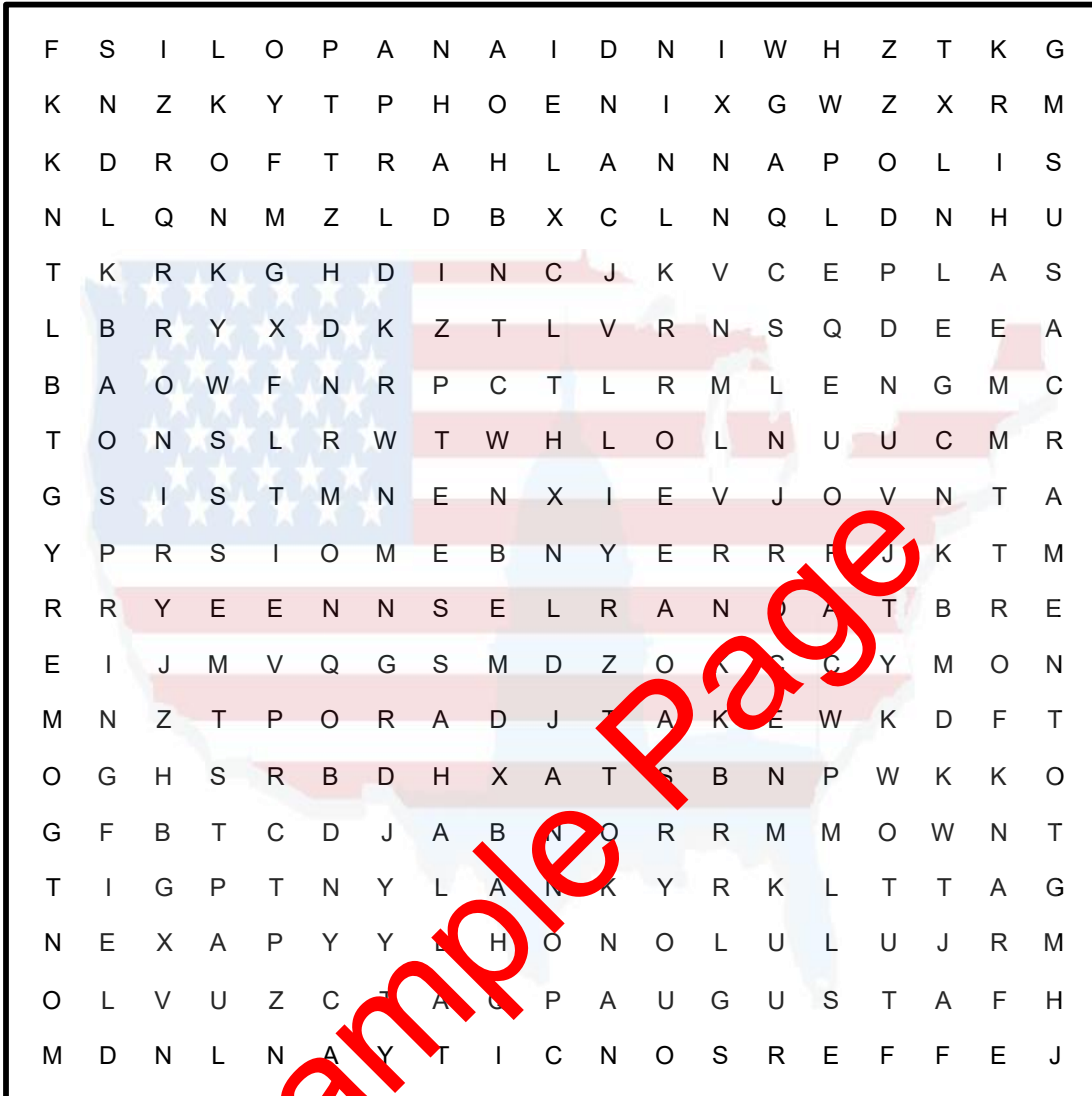 F S I L O P A N A I D N I W H Z T K G
K N Z K Y T P H O E N I X G W Z X R M
K D R O F T R A H L A N N A P O L I S
N L Q N M Z L D B X C L N Q L D N H U
T K R K G H D I N C J K V C E P L A S
L B R Y X D K Z T L V R N S Q D E E A
B A O W F N R P C T L R M L E N G M C
T O N S L R W T W H L O L N U U C M R
G S I S T M N E N X I E V J O V N T A
Y P R S I O M E B N Y E R R J K T M
R R Y E E N N S E L R A N A T B R E
E I J M V Q G S M D Z O C Y M O N
M N Z T P O R A D J A K E W K D F T
O G H S R B D H X A T S B N P W K K O
G F B T C D J A B N R R M M O W N T
T I G P T N Y L A N K Y R K L T T A G
N E X A P Y Y H O N O L U L U J R M
O L V U Z C A P A U G U S T A F H
M D N L N A Y T I C N O S R E F F E J
Sample Page